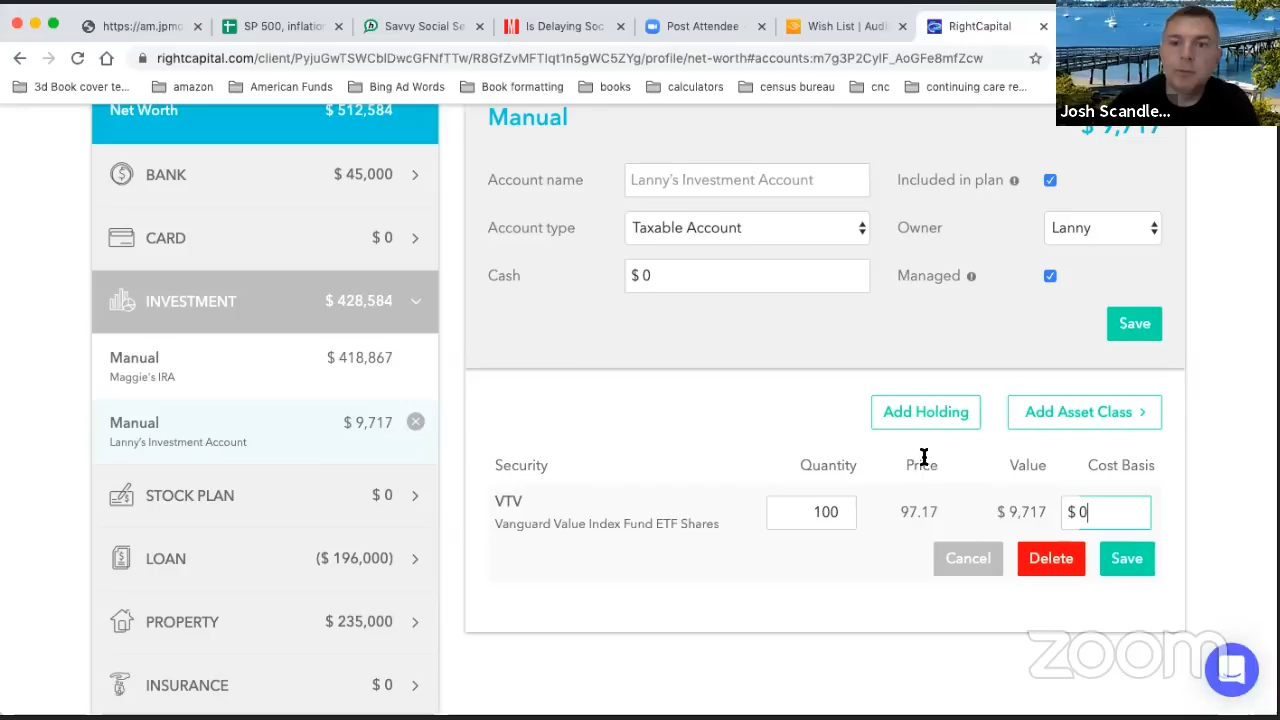 https://am.jpmo
SP 500, inflation
Savvy Social Se
Is Delaying Soc
Post Attendee
Wish List | Audi
RightCapital
rightcapital.com/client/PyjuGwTSWCblDwcGFNfTTw/R8GfZvMFTlqt1n5gWC5ZYg/profile/net-worth#accounts:m7g3P2CyIF_AoGFe8mfZcw
3d Book cover te...
amazon
American Funds
Bing Ad Words
Book formatting
books
calculators
census bureau
cnc
continuing care re...
Josh Scandle...
Net Worth $ 512,584
BANK $ 45,000
CARD $ 0
INVESTMENT $ 428,584
Manual $ 418,867
Maggie's IRA
Manual $ 9,717
Lanny's Investment Account
STOCK PLAN $ 0
LOAN ($ 196,000)
PROPERTY $ 235,000
INSURANCE $ 0
Manual $ 9,717
Account name Lanny's Investment Account Included in plan
Account type Taxable Account Owner Lanny
Cash $ 0 Managed
Save
Add Holding Add Asset Class
Security Quantity Price Value Cost Basis
VTV 100 97.17 $ 9,717 $ 0
Vanguard Value Index Fund ETF Shares
Cancel Delete Save
zoom